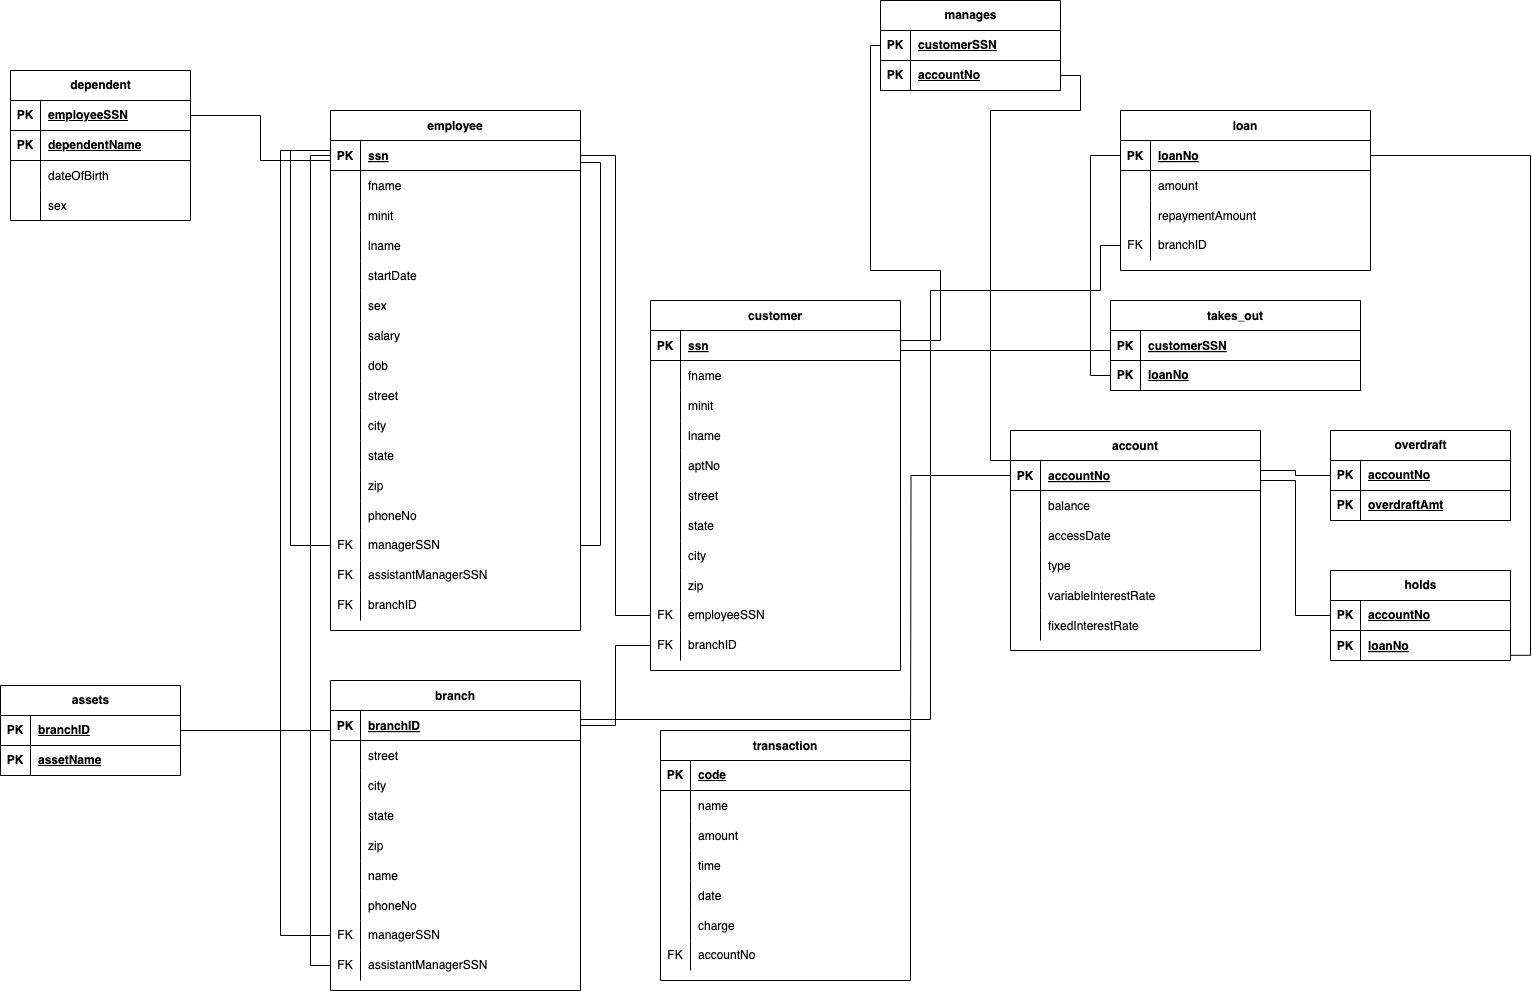 manages
PK customerSSN
PK accountNo
dependent
PK employeeSSN
PK dependentName
dateOfBirth
sex
employee
PK ssn
fname
minit
lname
startDate
sex
salary
dob
street
city
state
zip
phoneNo
FK managerSSN
FK assistantManagerSSN
FK branchID
loan
PK loanNo
amount
repaymentAmount
FK branchID
customer
PK ssn
fname
minit
lname
aptNo
street
state
city
zip
FK employeeSSN
FK branchID
takes_out
PK customerSSN
PK loanNo
account
PK accountNo
balance
accessDate
type
variableInterestRate
fixedInterestRate
overdraft
PK accountNo
PK overdraftAmt
holds
PK accountNo
PK loanNo
assets
PK branchID
PK assetName
branch
PK branchID
street
city
state
zip
name
phoneNo
FK managerSSN
FK assistantManagerSSN
transaction
PK code
name
amount
time
date
charge
FK accountNo